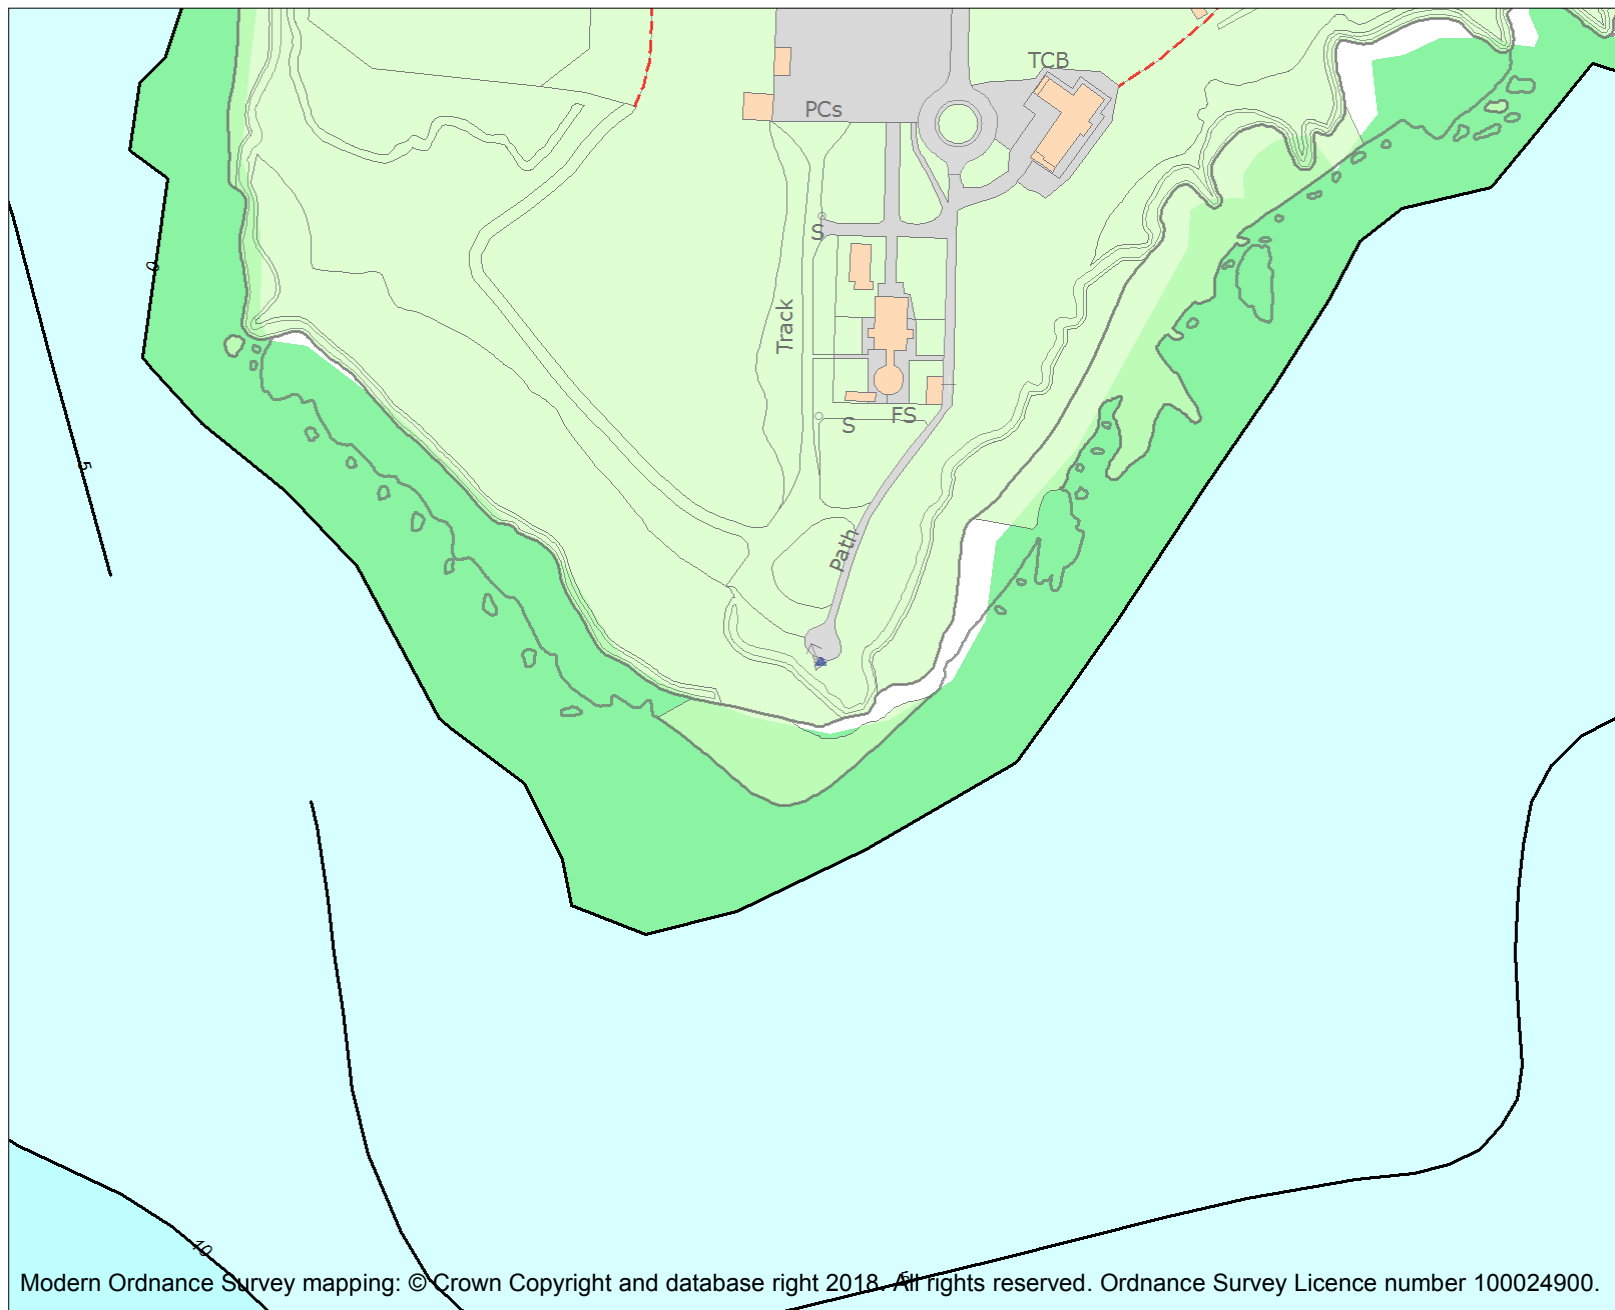 TCB
PCs
S
0
Track
FS
S
5
Path
10
5
Modern Ordnance Survey mapping: © Crown Copyright and database right 2018. All rights reserved. Ordnance Survey Licence number 100024900.